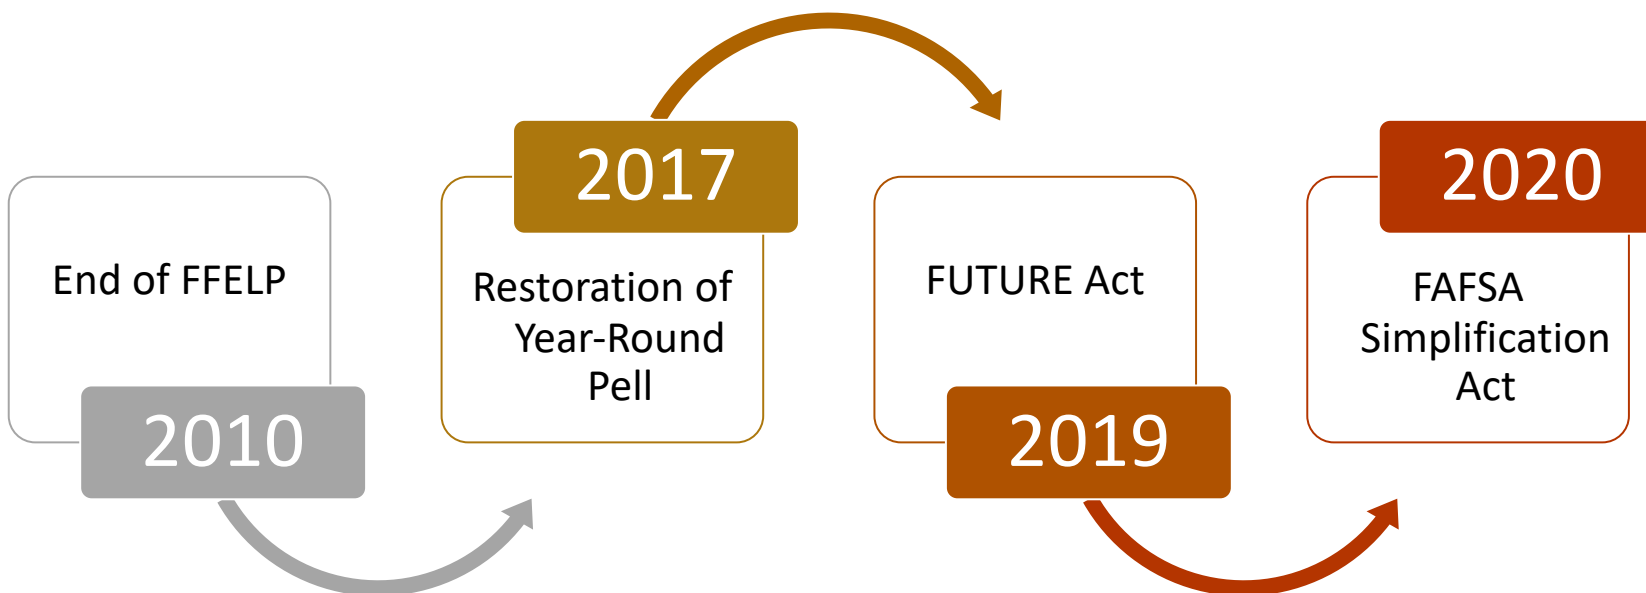 End of FFELP
2010
2017
Restoration of
Year-Round
Pell
FUTURE Act
2019
2020
FAFSA
Simplification
Act